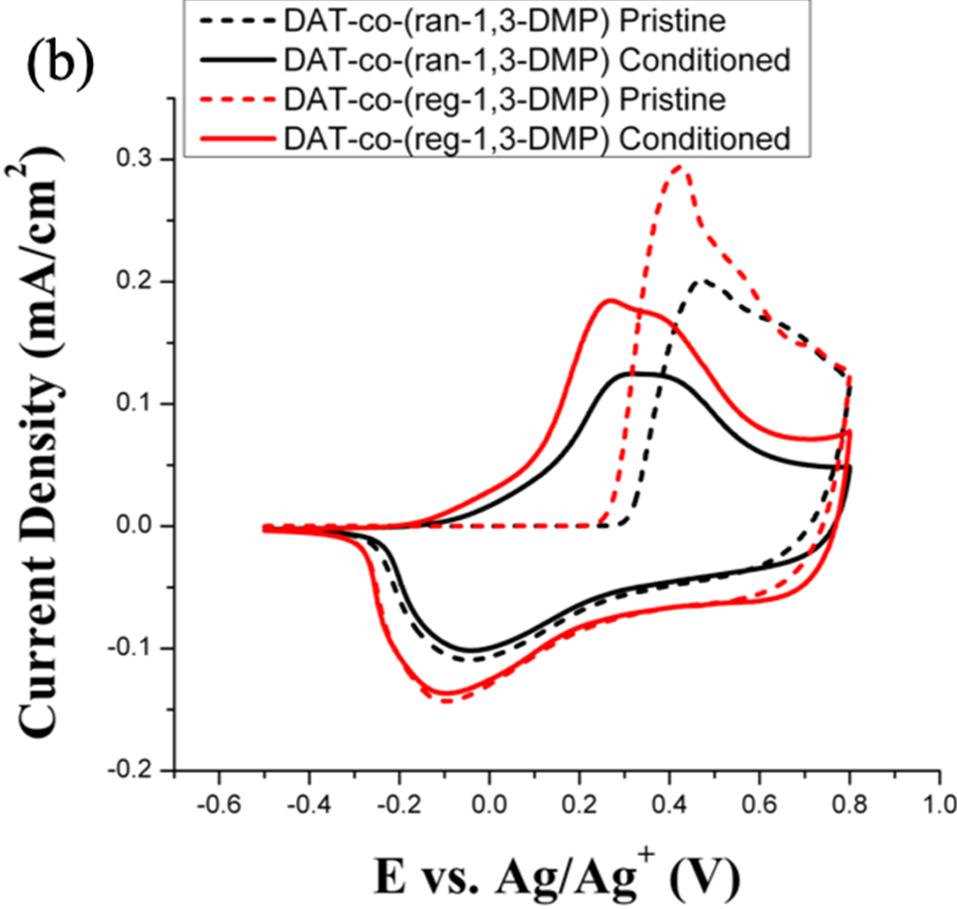 (b)
DAT-co-(ran-1,3-DMP) Pristine
DAT-co-(ran-1,3-DMP) Conditioned
DAT-co-(reg-1,3-DMP) Pristine
DAT-co-(reg-1,3-DMP) Conditioned
Current Density (mA/cm²)
0.3
0.2
0.1
0.0
-0.1
-0.2
-0.6 -0.4 -0.2 0.0 0.2 0.4 0.6 0.8 1.0
E vs. Ag/Ag⁺ (V)